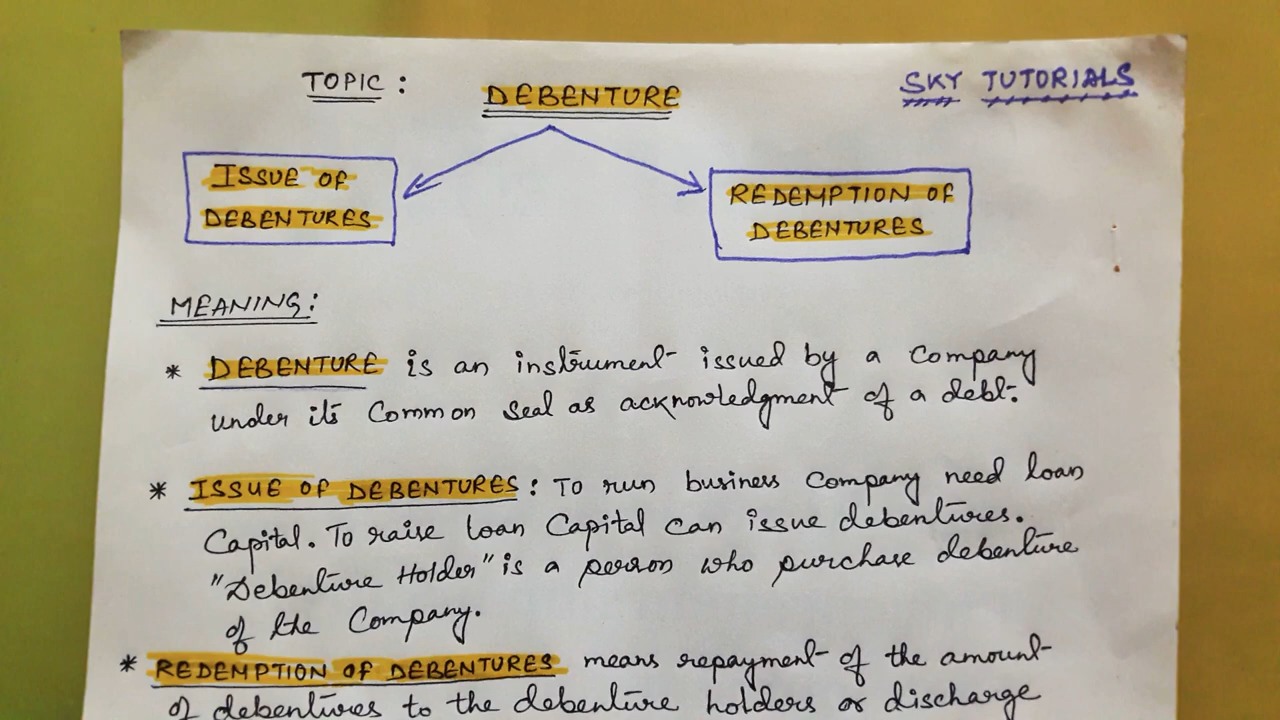 TOPIC :
DEBENTURE
SKY TUTORIALS
ISSUE OF
DEBENTURES
REDEMPTION OF
DEBENTURES
MEANING:
* DEBENTURE is an instrument issued by a Company
under its Common Seal as acknowledgment of a debt.
* ISSUE OF DEBENTURES : To run business Company need loan
Capital. To raise loan Capital can issue debentures.
"Debenture Holder" is a person who purchase debenture
of the Company.
* REDEMPTION OF DEBENTURES means repayment of the amount
of debentures to the debenture holders or discharge